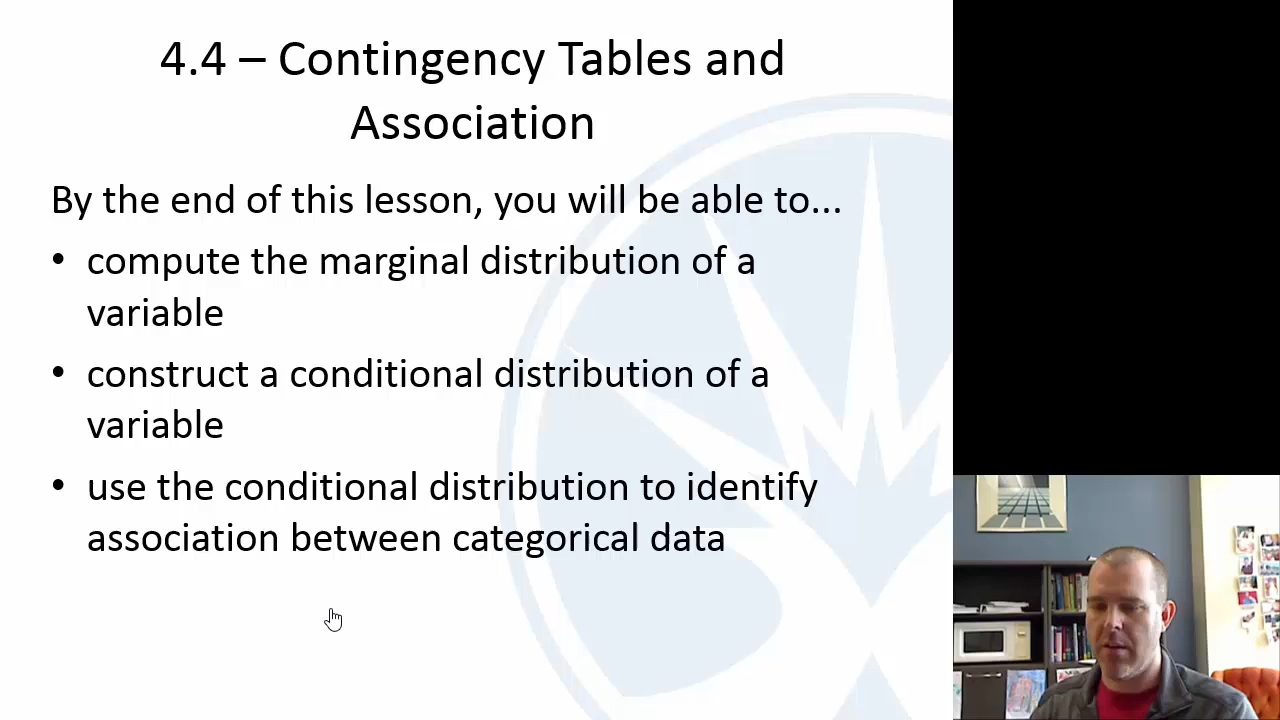 4.4 – Contingency Tables and
Association
By the end of this lesson, you will be able to...
• compute the marginal distribution of a
variable
• construct a conditional distribution of a
variable
• use the conditional distribution to identify
association between categorical data